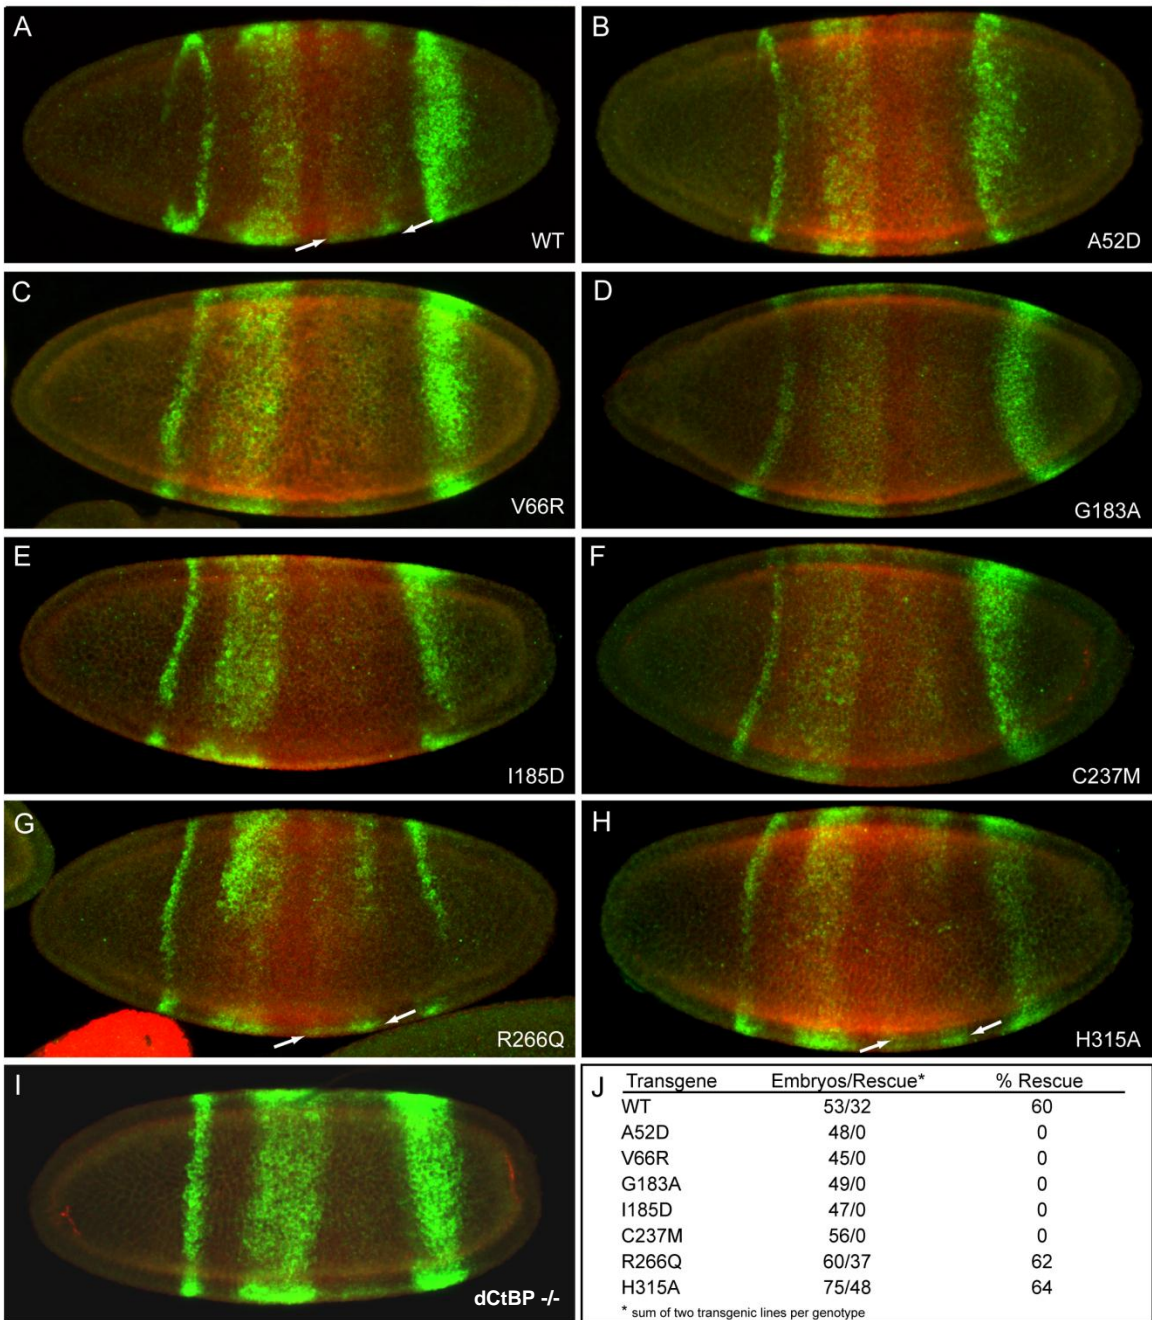 A
WT
B
A52D
C
V66R
D
G183A
E
I185D
F
C237M
G
R266Q
H
H315A
I
dCtBP -/-
J
Transgene Embryos/Rescue* % Rescue
WT 53/32 60
A52D 48/0 0
V66R 45/0 0
G183A 49/0 0
I185D 47/0 0
C237M 56/0 0
R266Q 60/37 62
H315A 75/48 64
* sum of two transgenic lines per genotype